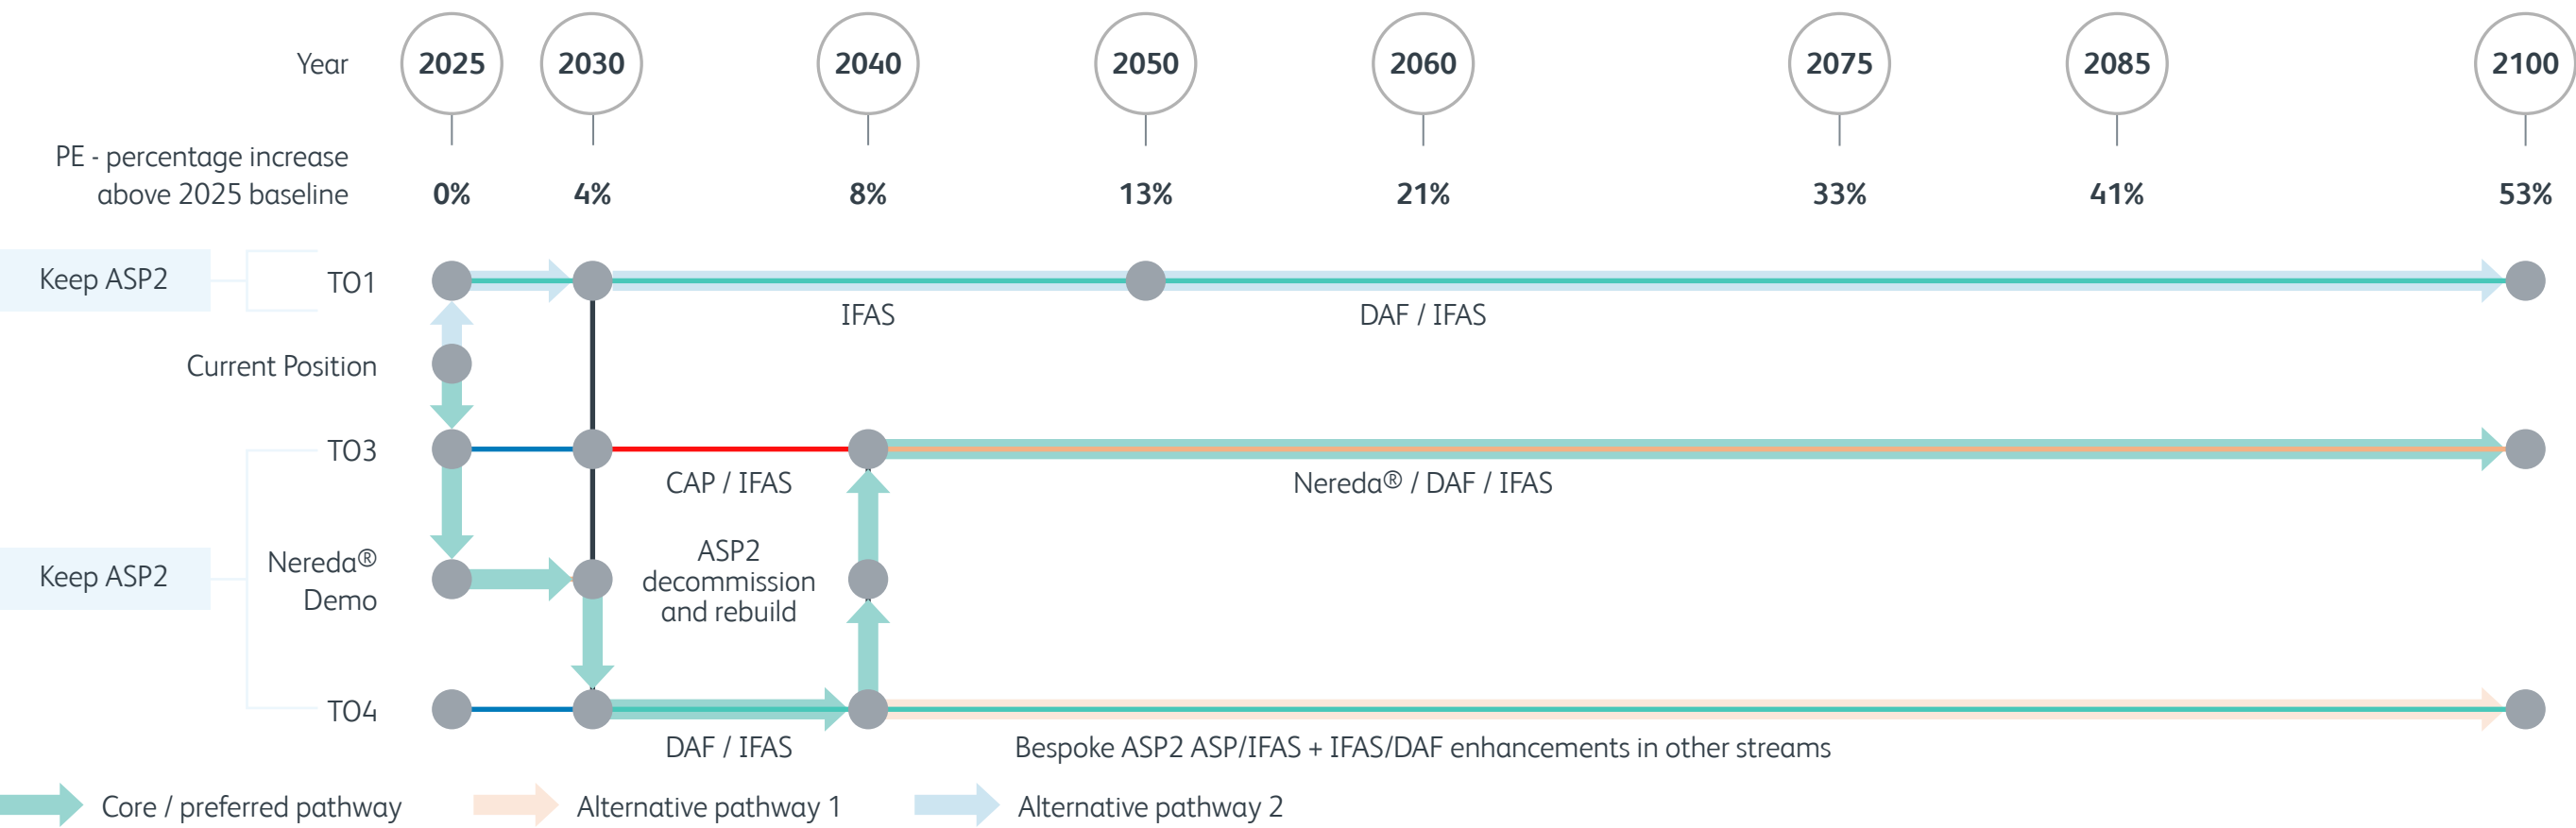 Year
2025 2030 2040 2050 2060 2075 2085 2100
PE - percentage increase
above 2025 baseline
0% 4% 8% 13% 21% 33% 41% 53%
Keep ASP2
TO1
IFAS
DAF / IFAS
Current Position
TO3
CAP / IFAS
Nereda® / DAF / IFAS
Keep ASP2
Nereda®
Demo
ASP2
decommission
and rebuild
TO4
DAF / IFAS
Bespoke ASP2 ASP/IFAS + IFAS/DAF enhancements in other streams
Core / preferred pathway
Alternative pathway 1
Alternative pathway 2